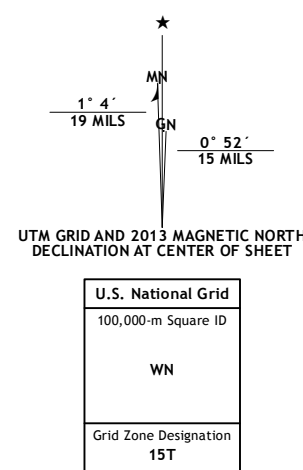 ★
MN
1° 4´
19 MILS
GN
0° 52´
15 MILS
UTM GRID AND 2013 MAGNETIC NORTH
DECLINATION AT CENTER OF SHEET
U.S. National Grid
100,000-m Square ID
WN
Grid Zone Designation
15T